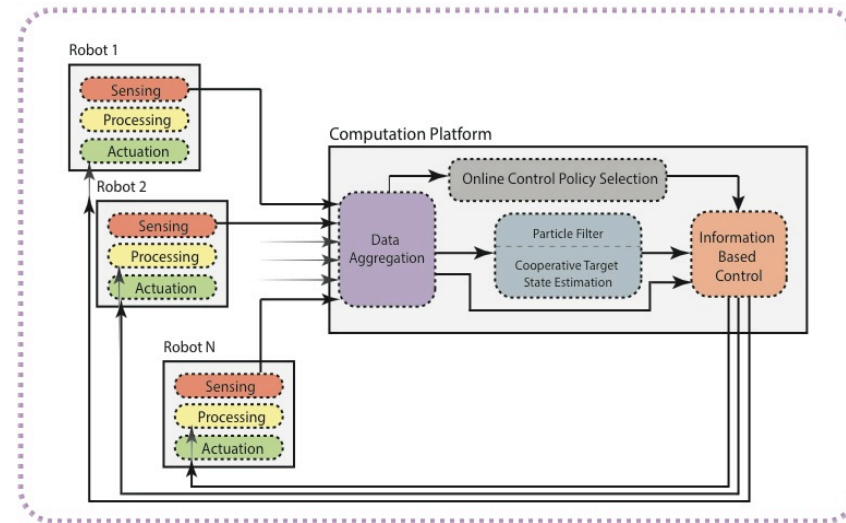 Robot 1
Sensing
Processing
Actuation
Robot 2
Sensing
Processing
Actuation
Robot N
Sensing
Processing
Actuation
Computation Platform
Online Control Policy Selection
Data
Aggregation
Particle Filter
Cooperative Target
State Estimation
Information
Based
Control